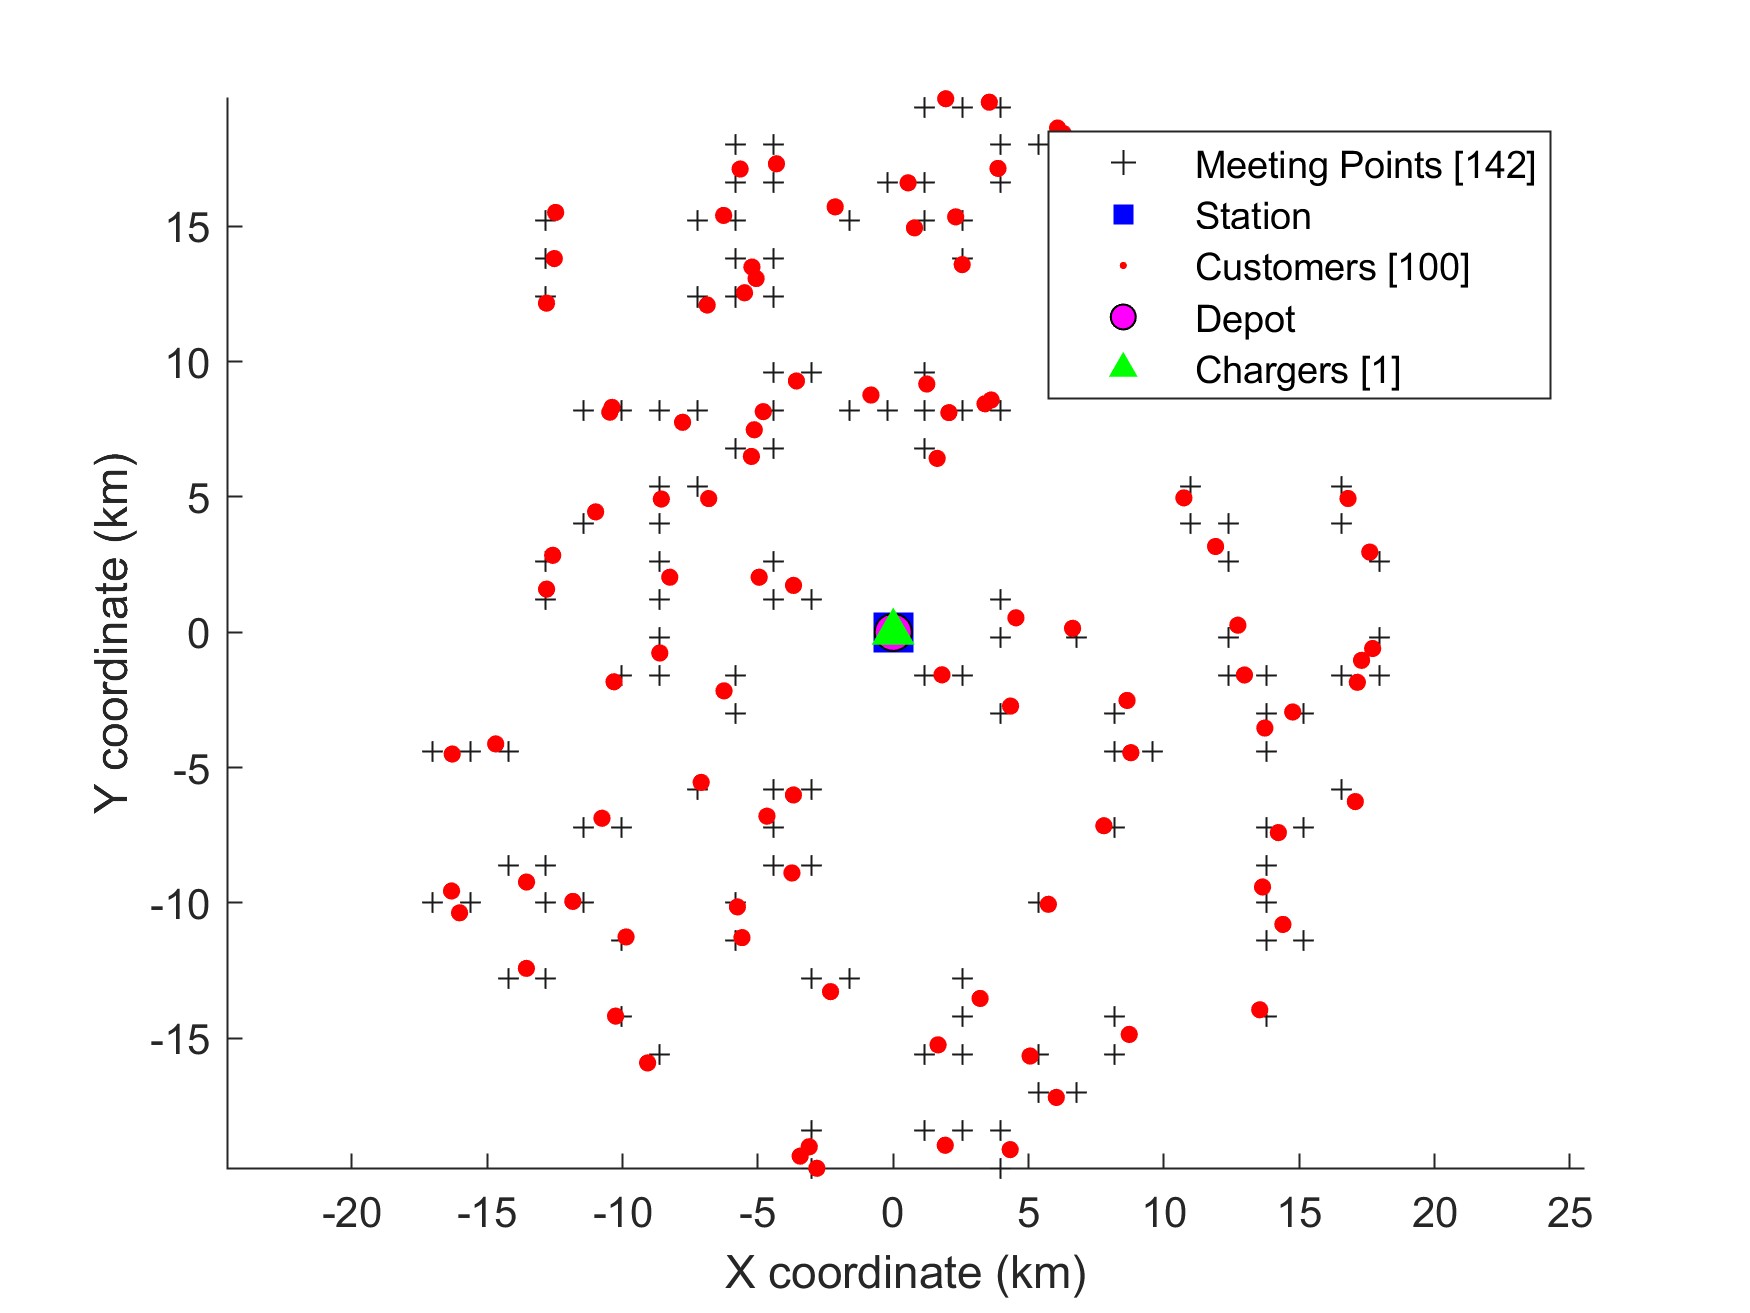 Meeting Points [142]
Station
Customers [100]
Depot
Chargers [1]
15
10
5
0
-5
-10
-15
Y coordinate (km)
-20 -15 -10 -5 0 5 10 15 20 25
X coordinate (km)